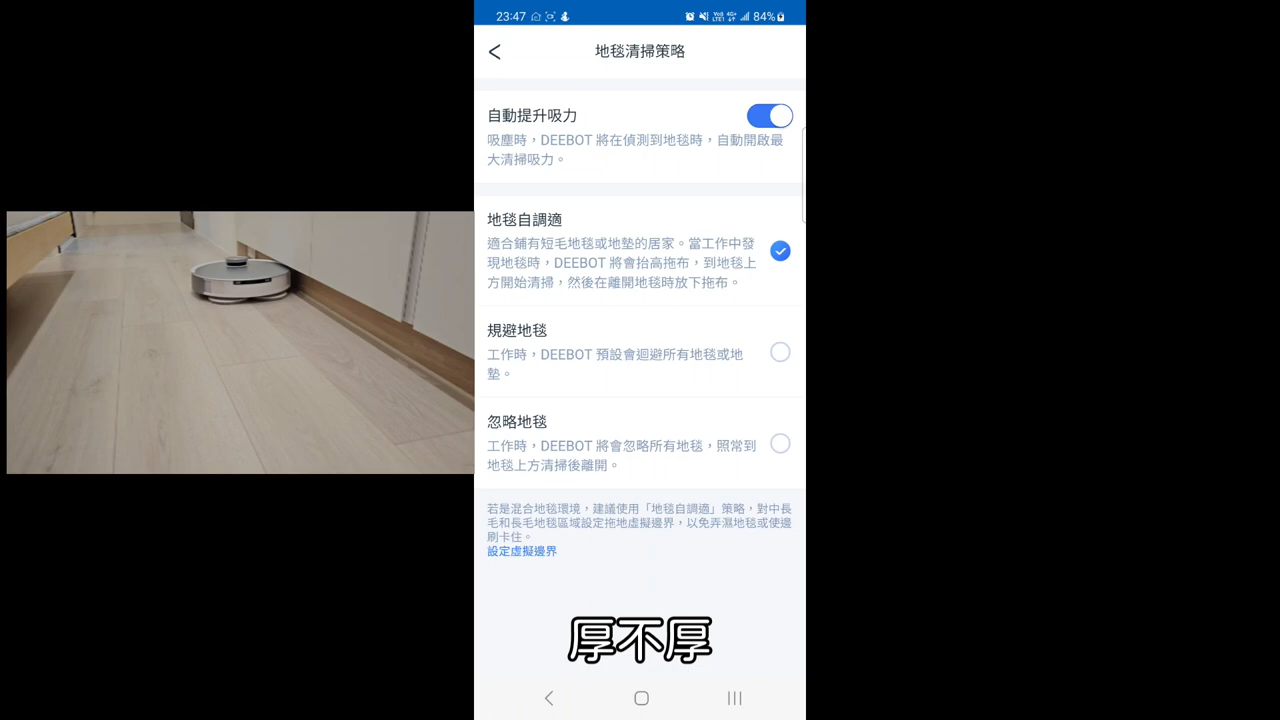 23:47
84%
地毯清掃策略
自動提升吸力
吸塵時，DEEBOT 將在偵測到地毯時，自動開啟最
大清掃吸力。
地毯自調適
適合鋪有短毛地毯或地墊的居家。當工作中發
現地毯時，DEEBOT 將會抬高拖布，到地毯上
方開始清掃，然後在離開地毯時放下拖布。
規避地毯
工作時，DEEBOT 預設會迴避所有地毯或地
墊。
忽略地毯
工作時，DEEBOT 將會忽略所有地毯，照常到
地毯上方清掃後離開。
若是混合地毯環境，建議使用「地毯自調適」策略，對中長
毛和長毛地毯區域設定拖地虛擬邊界，以免弄濕地毯或使邊
刷卡住。
設定虛擬邊界
厚不厚